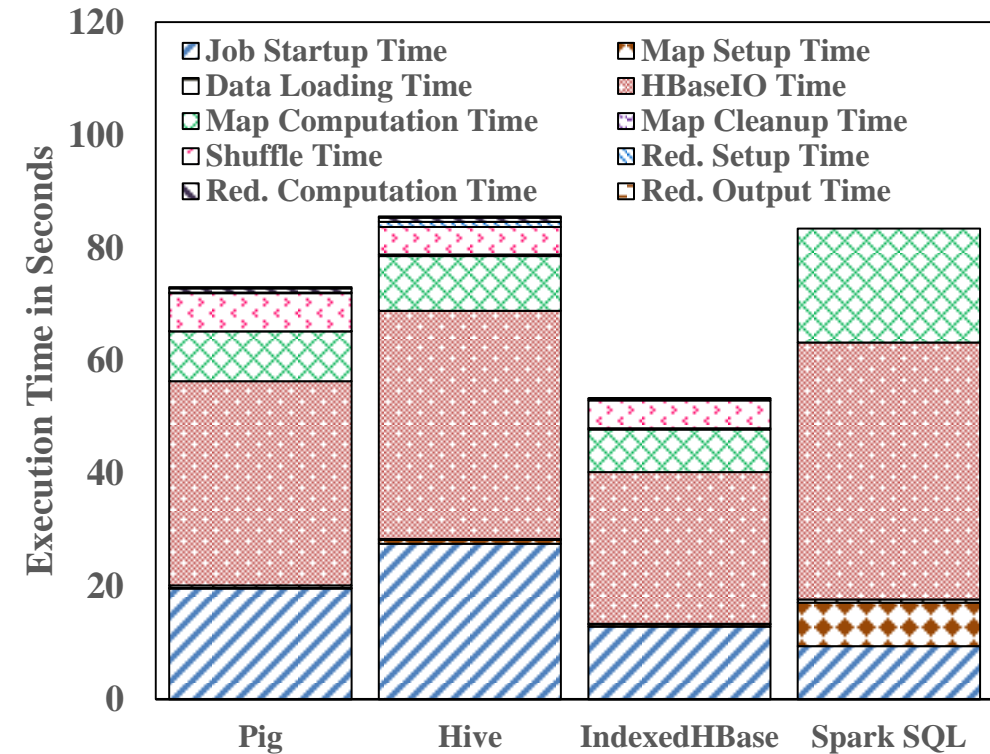 120
100
80
60
40
20
0
Execution Time in Seconds
Job Startup Time
Map Setup Time
Data Loading Time
HBaseIO Time
Map Computation Time
Map Cleanup Time
Shuffle Time
Red. Setup Time
Red. Computation Time
Red. Output Time
Pig
Hive
IndexedHBase
Spark SQL